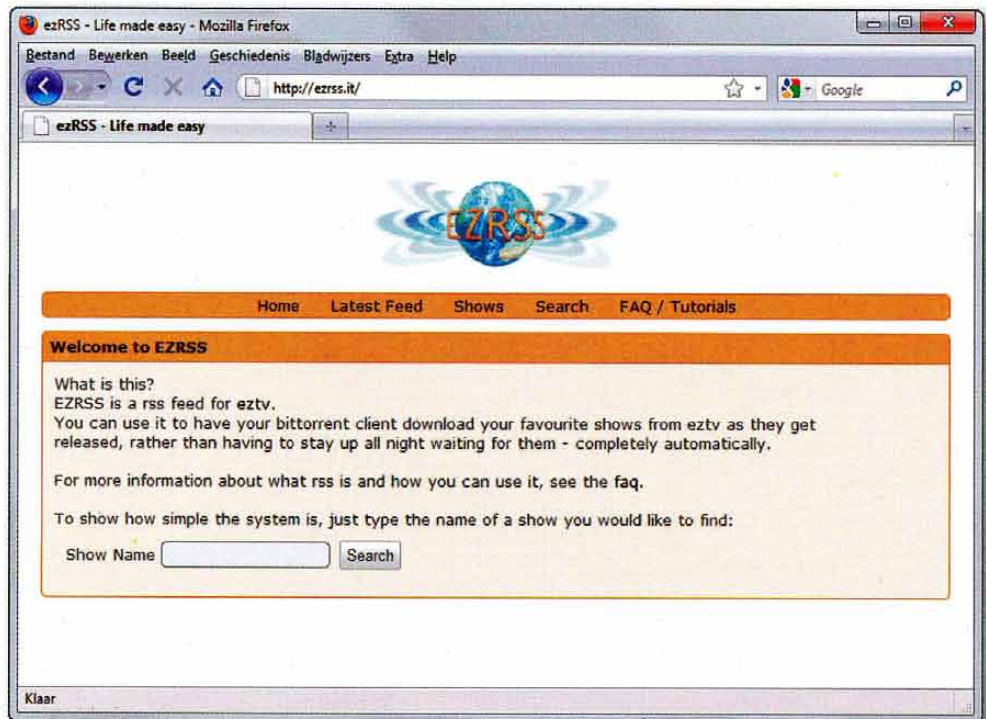 ezRSS - Life made easy - Mozilla Firefox
Bestand Bewerken Beeld Geschiedenis Bladwijzers Extra Help
http://ezrss.it/ Google
ezRSS - Life made easy
EZRSS
Home Latest Feed Shows Search FAQ / Tutorials
Welcome to EZRSS
What is this?
EZRSS is a rss feed for eztv.
You can use it to have your bittorrent client download your favourite shows from eztv as they get
released, rather than having to stay up all night waiting for them - completely automatically.
For more information about what rss is and how you can use it, see the faq.
To show how simple the system is, just type the name of a show you would like to find:
Show Name Search
Klaar